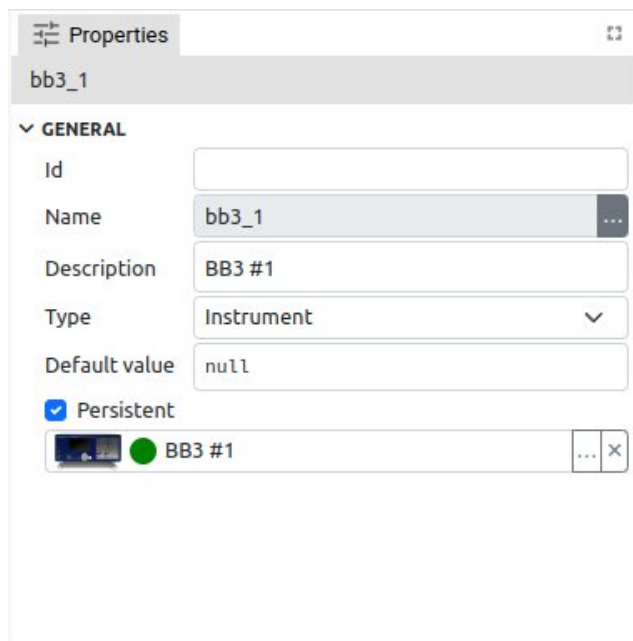 Properties
bb3_1
GENERAL
Id
Name bb3_1 ...
Description BB3 #1
Type Instrument
Default value null
Persistent
BB3 #1 ... ×